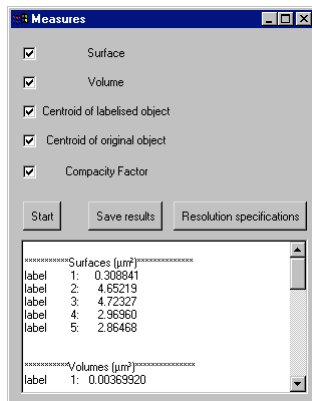 Measures
Surface
Volume
Centroid of labelised object
Centroid of original object
Compacity Factor
Start Save results Resolution specifications
***********Surfaces (µm²)**************
label 1: 0.308841
label 2: 4.65219
label 3: 4.72327
label 4: 2.96960
label 5: 2.86468
***********Volumes (µm³)***************
label 1: 0.00369920